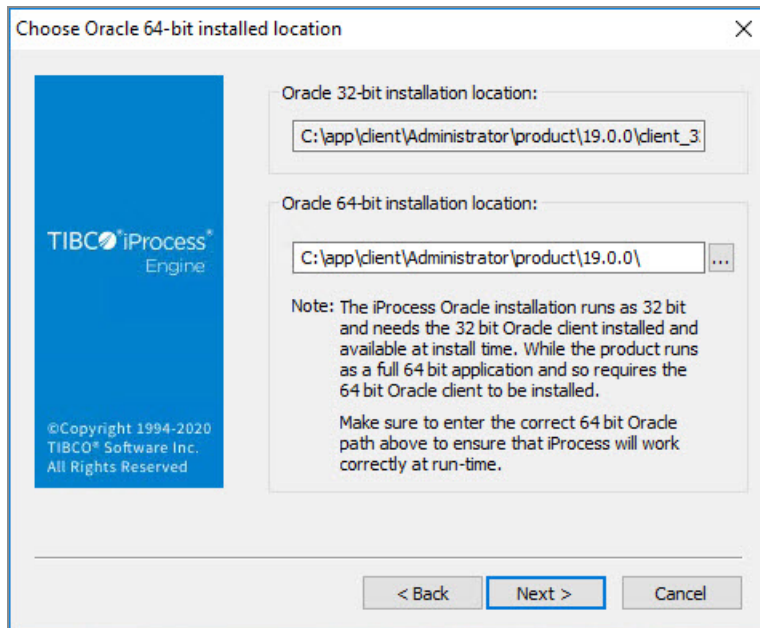 Choose Oracle 64-bit installed location
Oracle 32-bit installation location:
C:\app\client\Administrator\product\19.0.0\client_3
TIBCO® iProcess®
Engine
Oracle 64-bit installation location:
C:\app\client\Administrator\product\19.0.0\
...
Note: The iProcess Oracle installation runs as 32 bit
and needs the 32 bit Oracle client installed and
available at install time. While the product runs
as a full 64 bit application and so requires the
64 bit Oracle client to be installed.
Make sure to enter the correct 64 bit Oracle
path above to ensure that iProcess will work
correctly at run-time.
©Copyright 1994-2020
TIBCO® Software Inc.
All Rights Reserved
< Back
Next >
Cancel